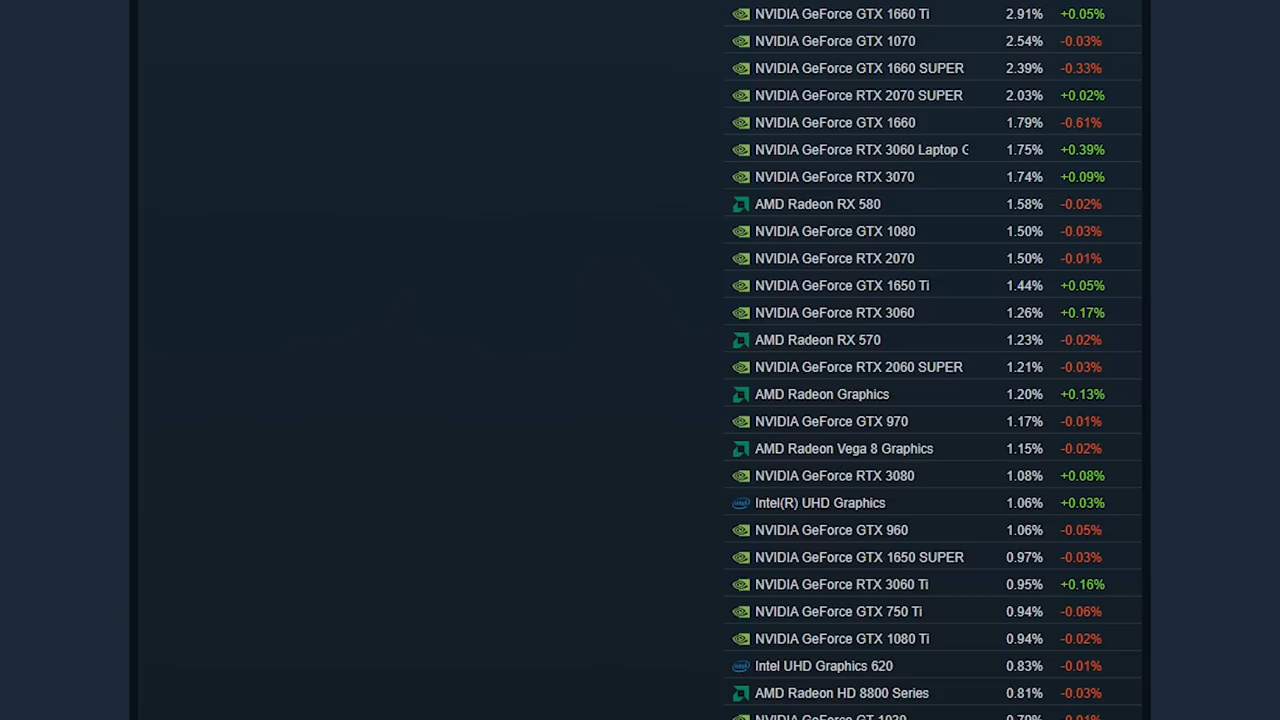 NVIDIA GeForce GTX 1660 Ti 2.91% +0.05%
NVIDIA GeForce GTX 1070 2.54% -0.03%
NVIDIA GeForce GTX 1660 SUPER 2.39% -0.33%
NVIDIA GeForce RTX 2070 SUPER 2.03% +0.02%
NVIDIA GeForce GTX 1660 1.79% -0.61%
NVIDIA GeForce RTX 3060 Laptop 1.75% +0.39%
NVIDIA GeForce RTX 3070 1.74% +0.09%
AMD Radeon RX 580 1.58% -0.02%
NVIDIA GeForce GTX 1080 1.50% -0.03%
NVIDIA GeForce RTX 2070 1.50% -0.01%
NVIDIA GeForce GTX 1650 Ti 1.44% +0.05%
NVIDIA GeForce RTX 3060 1.26% +0.17%
AMD Radeon RX 570 1.23% -0.02%
NVIDIA GeForce RTX 2060 SUPER 1.21% -0.03%
AMD Radeon Graphics 1.20% +0.13%
NVIDIA GeForce GTX 970 1.17% -0.01%
AMD Radeon Vega 8 Graphics 1.15% -0.02%
NVIDIA GeForce RTX 3080 1.08% +0.08%
Intel(R) UHD Graphics 1.06% +0.03%
NVIDIA GeForce GTX 960 1.06% -0.05%
NVIDIA GeForce GTX 1650 SUPER 0.97% -0.03%
NVIDIA GeForce RTX 3060 Ti 0.95% +0.16%
NVIDIA GeForce GTX 750 Ti 0.94% -0.06%
NVIDIA GeForce GTX 1080 Ti 0.94% -0.02%
Intel UHD Graphics 620 0.83% -0.01%
AMD Radeon HD 8800 Series 0.81% -0.03%
NVIDIA GeForce GT 1030